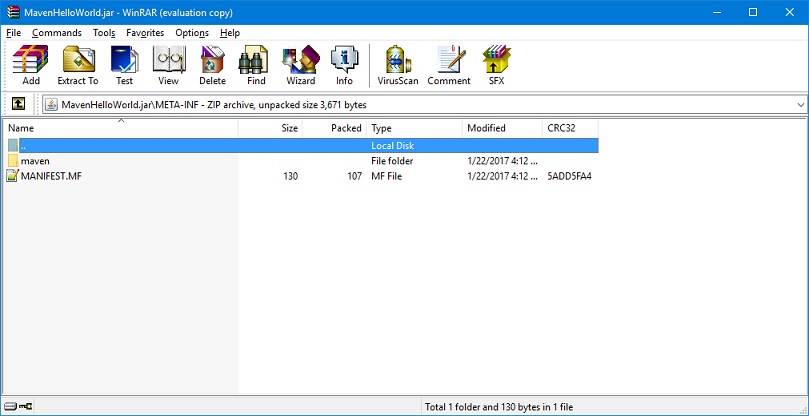 MavenHelloWorld.jar - WinRAR (evaluation copy)
File Commands Tools Favorites Options Help
Add Extract To Test View Delete Find Wizard Info VirusScan Comment SFX
MavenHelloWorld.jar\META-INF - ZIP archive, unpacked size 3,671 bytes
Name Size Packed Type Modified CRC32
.. Local Disk
maven File folder 1/22/2017 4:12 ...
MANIFEST.MF 130 107 MF File 1/22/2017 4:12 ... 5ADD5FA4
Total 1 folder and 130 bytes in 1 file